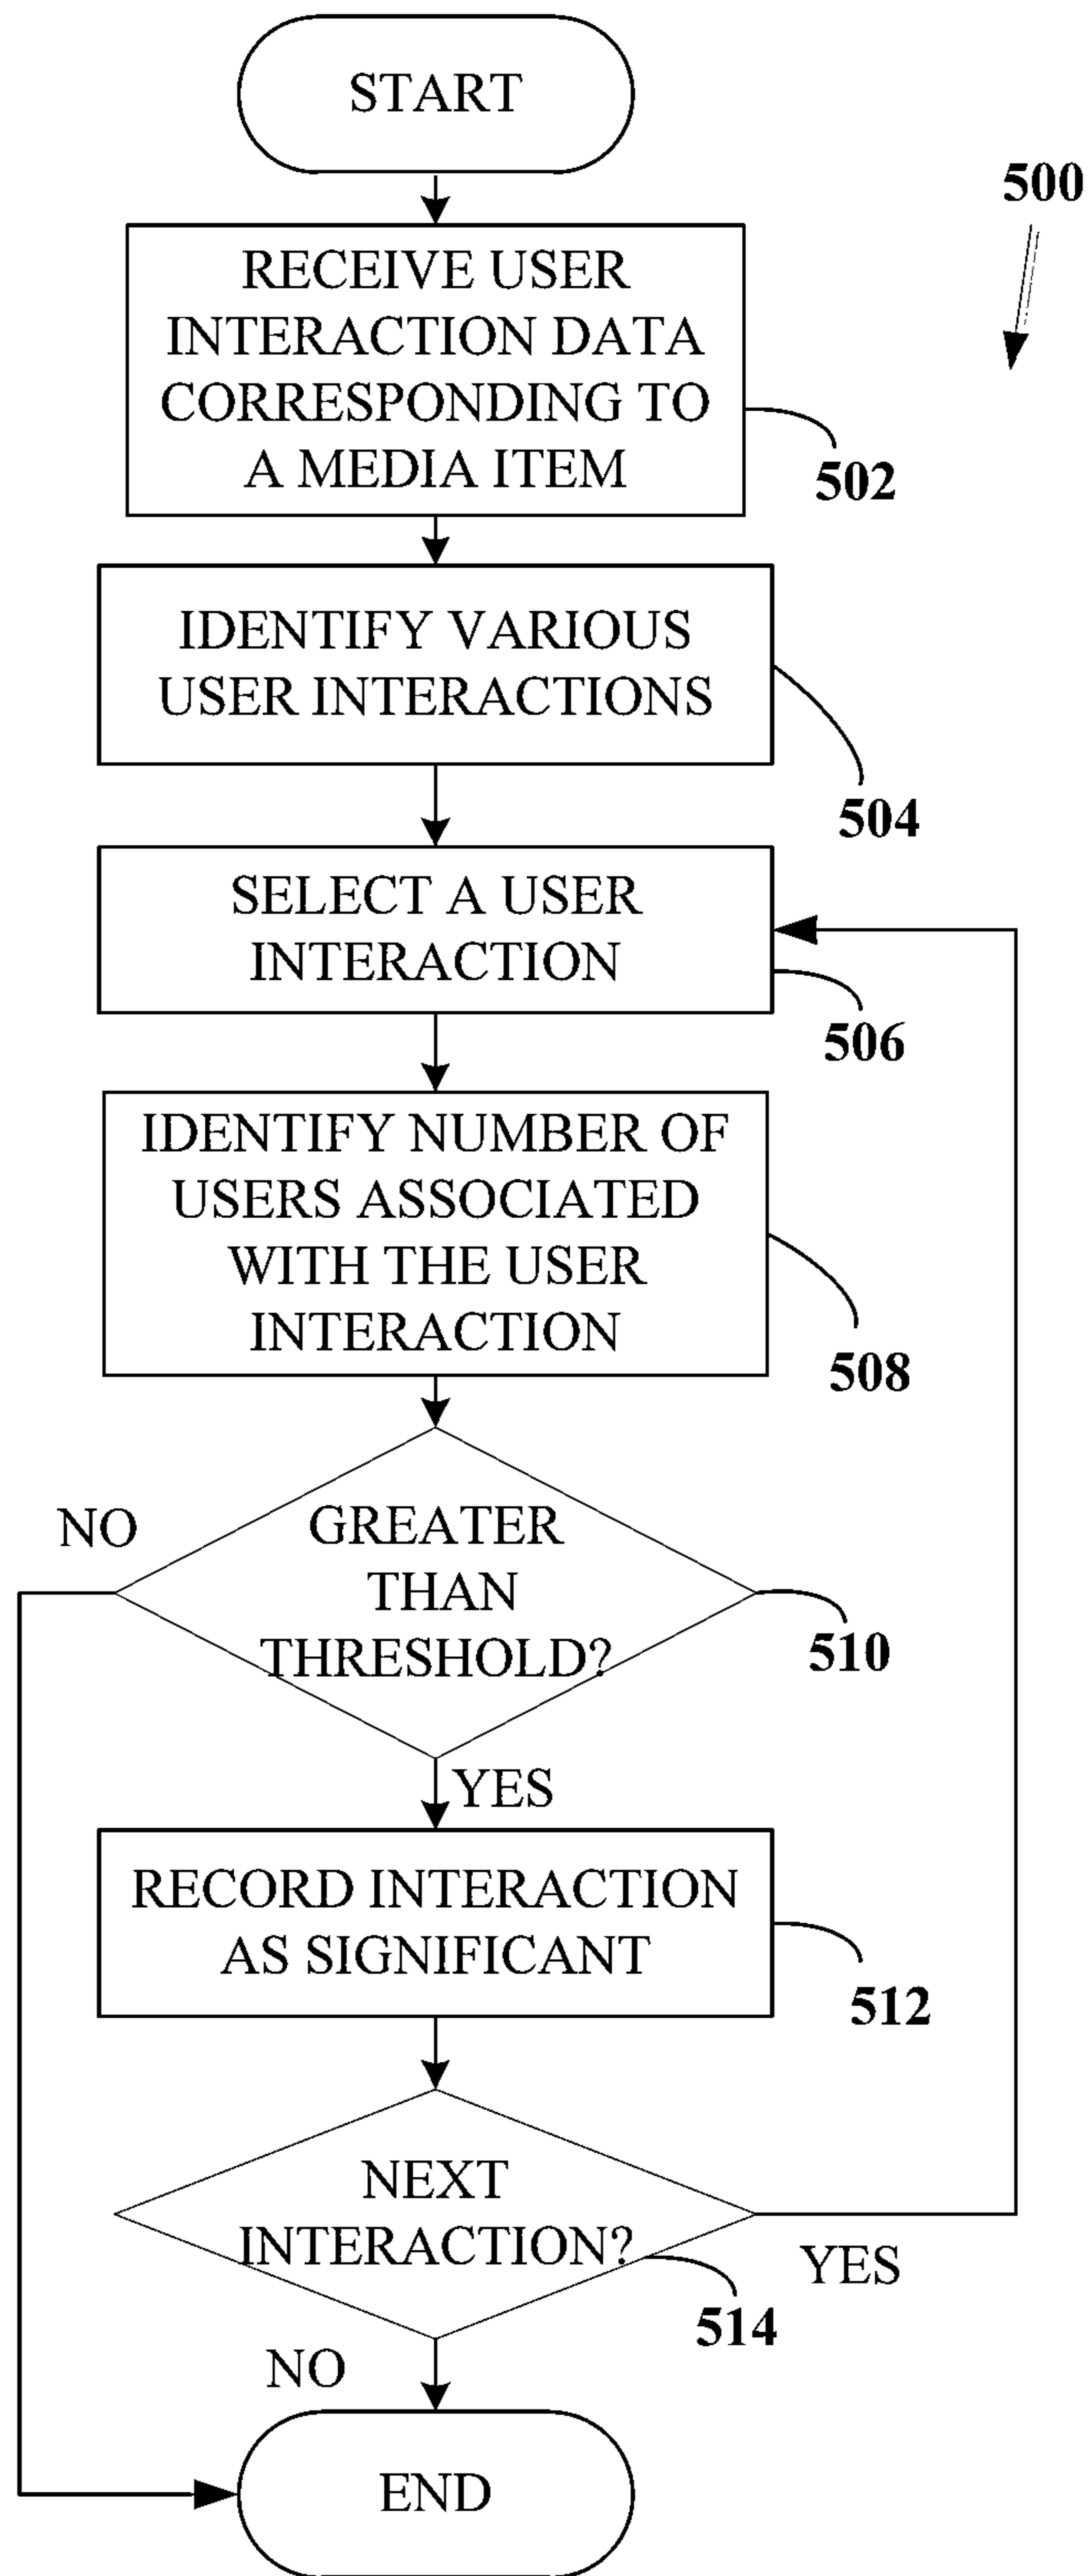 START
500
RECEIVE USER
INTERACTION DATA
CORRESPONDING TO
A MEDIA ITEM
502
IDENTIFY VARIOUS
USER INTERACTIONS
504
SELECT A USER
INTERACTION
506
IDENTIFY NUMBER OF
USERS ASSOCIATED
WITH THE USER
INTERACTION
508
NO
GREATER
THAN
THRESHOLD?
510
YES
RECORD INTERACTION
AS SIGNIFICANT
512
NEXT
INTERACTION?
YES
514
NO
END